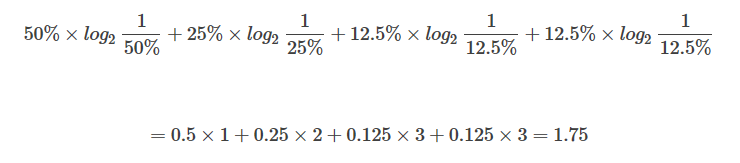 50% × log₂ 1/50% + 25% × log₂ 1/25% + 12.5% × log₂ 1/12.5% + 12.5% × log₂ 1/12.5%
= 0.5 × 1 + 0.25 × 2 + 0.125 × 3 + 0.125 × 3 = 1.75